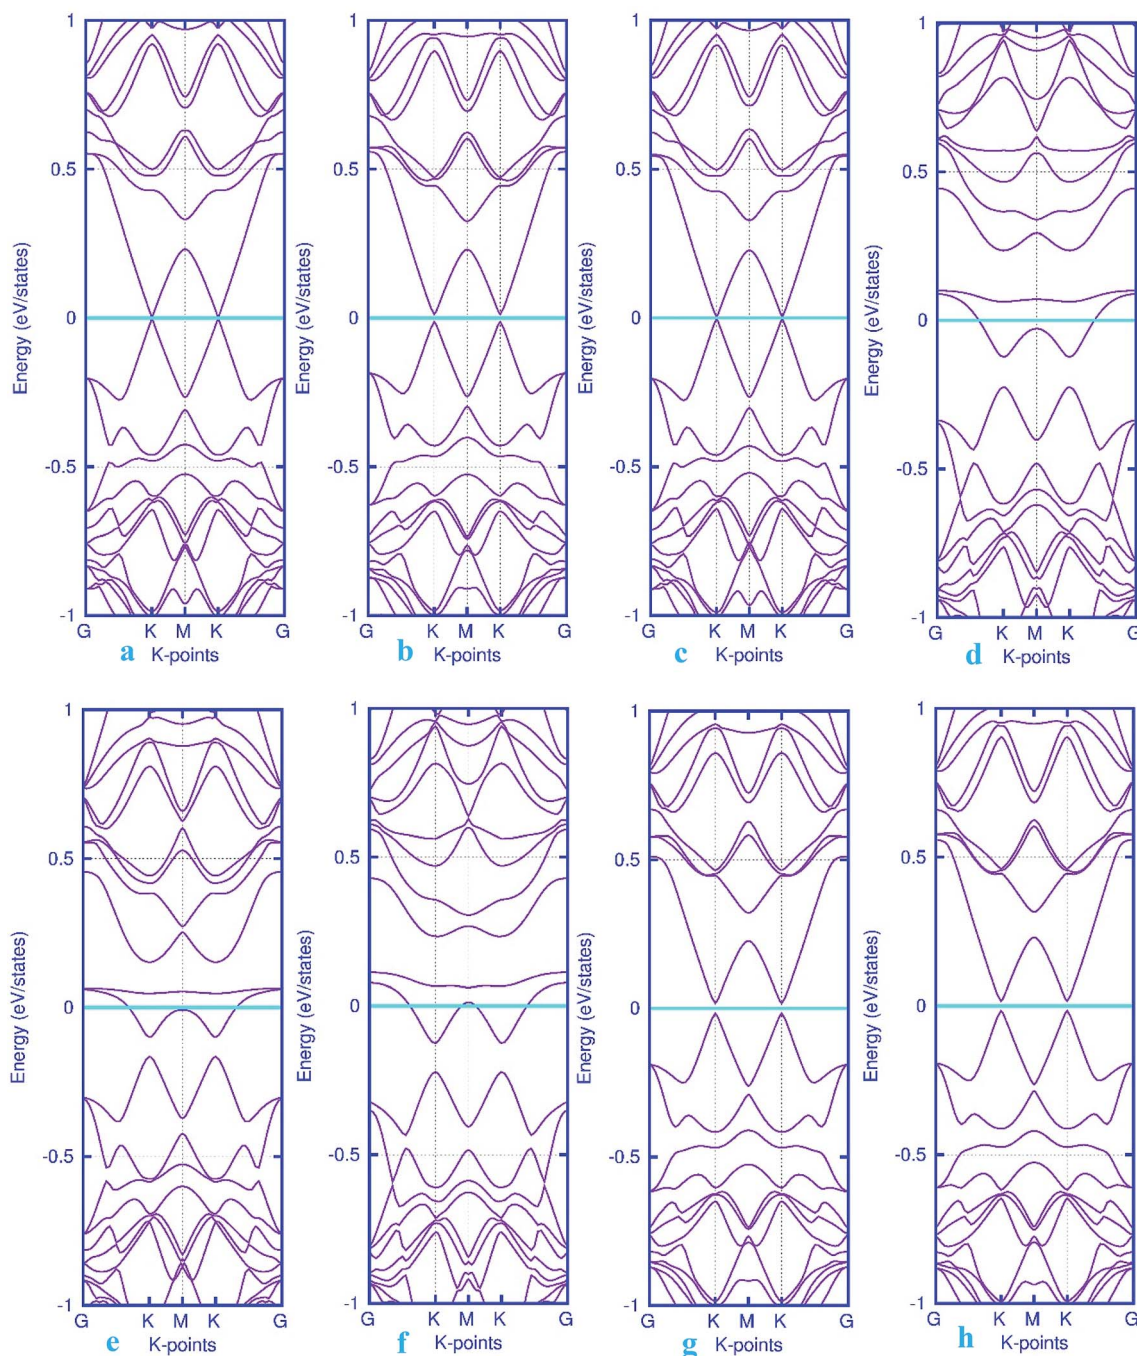 Energy (eV/states)
1
0.5
0
-0.5
-1
G K M K G
a K-points
Energy (eV/states)
1
0.5
0
-0.5
-1
G K M K G
b K-points
Energy (eV/states)
1
0.5
0
-0.5
-1
G K M K G
c K-points
Energy (eV/states)
1
0.5
0
-0.5
-1
G K M K G
d K-points
Energy (eV/states)
1
0.5
0
-0.5
-1
G K M K G
e K-points
Energy (eV/states)
1
0.5
0
-0.5
-1
G K M K G
f K-points
Energy (eV/states)
1
0.5
0
-0.5
-1
G K M K G
g K-points
Energy (eV/states)
1
0.5
0
-0.5
-1
G K M K G
h K-points